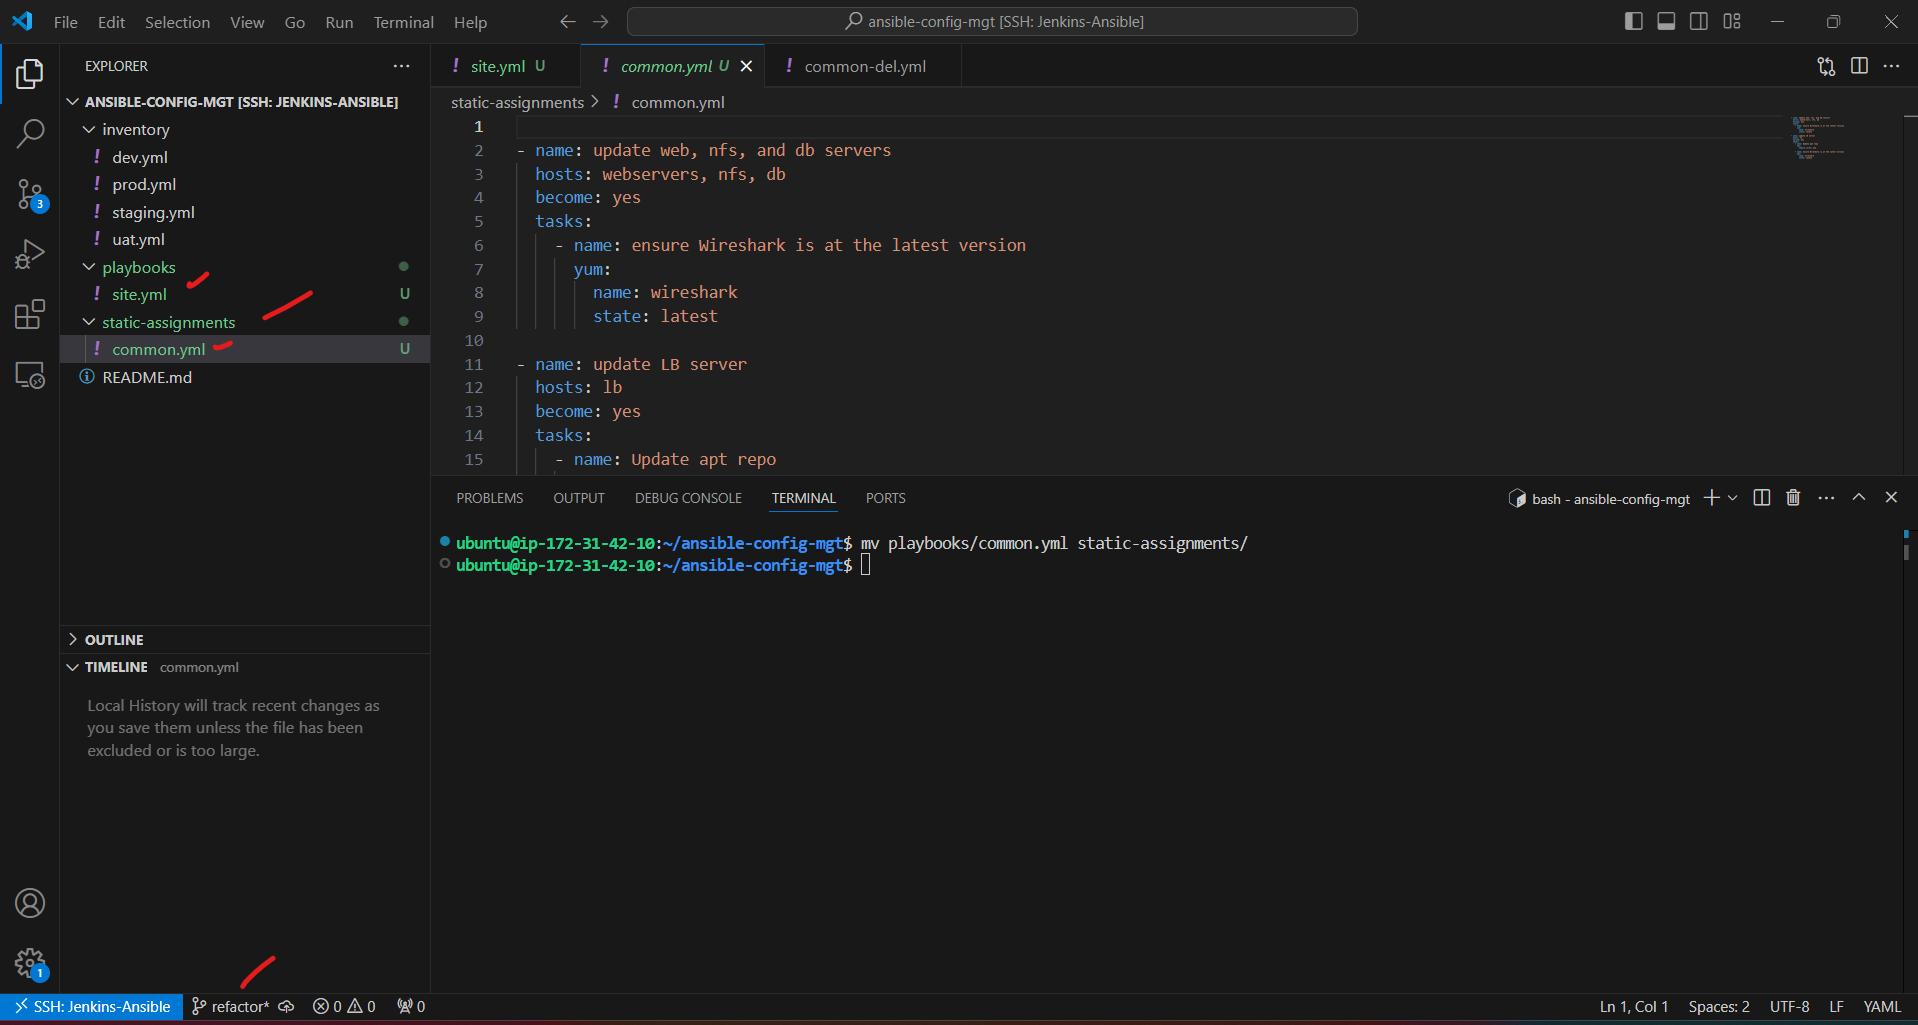 File Edit Selection View Go Run Terminal Help
ansible-config-mgt [SSH: Jenkins-Ansible]
EXPLORER
ANSIBLE-CONFIG-MGT [SSH: JENKINS-ANSIBLE]
inventory
! dev.yml
! prod.yml
! staging.yml
! uat.yml
playbooks
! site.yml U
static-assignments
! common.yml U
README.md
OUTLINE
TIMELINE common.yml
Local History will track recent changes as
you save them unless the file has been
excluded or is too large.
3
1
! site.yml U
! common.yml U
! common-del.yml
static-assignments > ! common.yml
1
2 - name: update web, nfs, and db servers
3 hosts: webservers, nfs, db
4 become: yes
5 tasks:
6 - name: ensure Wireshark is at the latest version
7 yum:
8 name: wireshark
9 state: latest
10
11 - name: update LB server
12 hosts: lb
13 become: yes
14 tasks:
15 - name: Update apt repo
PROBLEMS OUTPUT DEBUG CONSOLE TERMINAL PORTS
bash - ansible-config-mgt
ubuntu@ip-172-31-42-10:~/ansible-config-mgt$ mv playbooks/common.yml static-assignments/
ubuntu@ip-172-31-42-10:~/ansible-config-mgt$
SSH: Jenkins-Ansible refactor* 0 0 0
Ln 1, Col 1 Spaces: 2 UTF-8 LF YAML